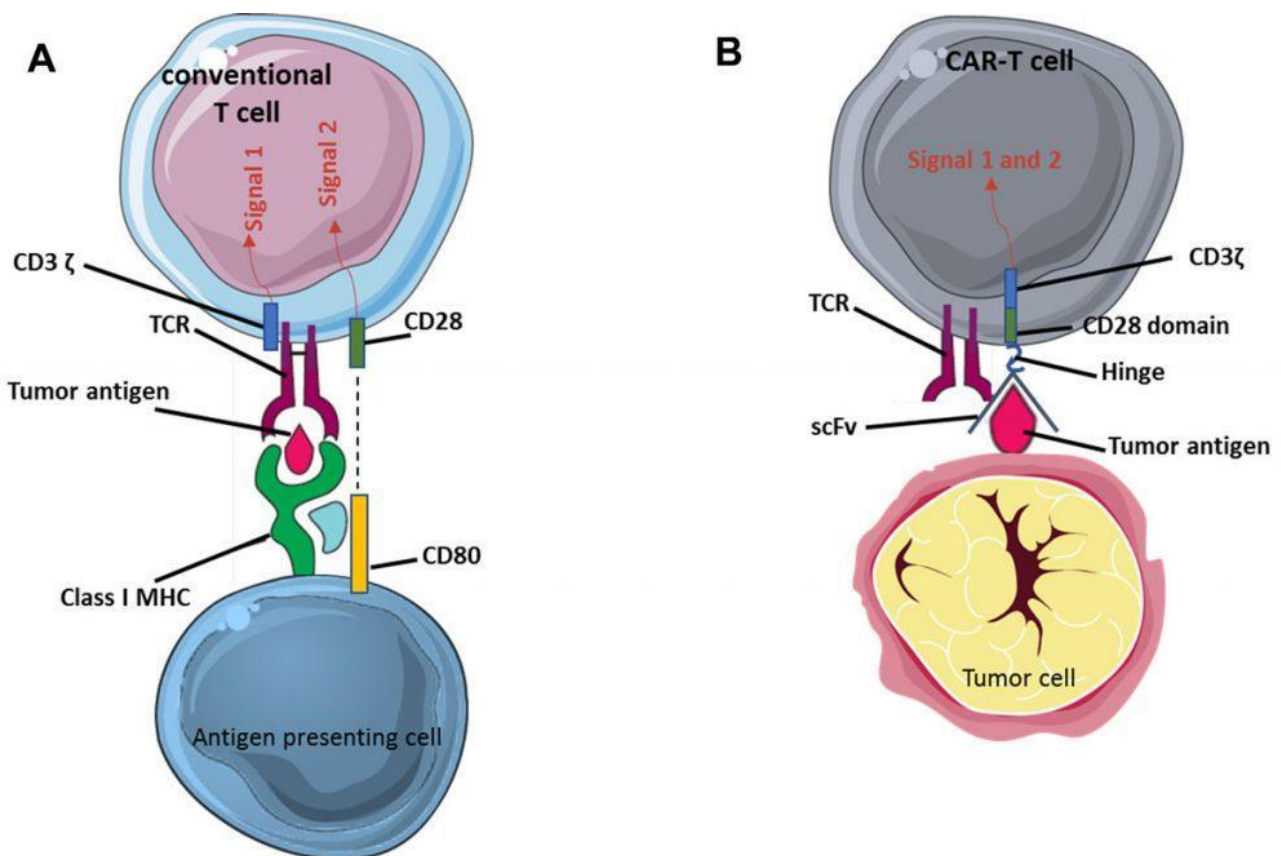 A
conventional
T cell
Signal 1
Signal 2
CD3 ζ
TCR
CD28
Tumor antigen
CD80
Class I MHC
Antigen presenting cell
B
CAR-T cell
Signal 1 and 2
CD3ζ
TCR
CD28 domain
Hinge
scFv
Tumor antigen
Tumor cell